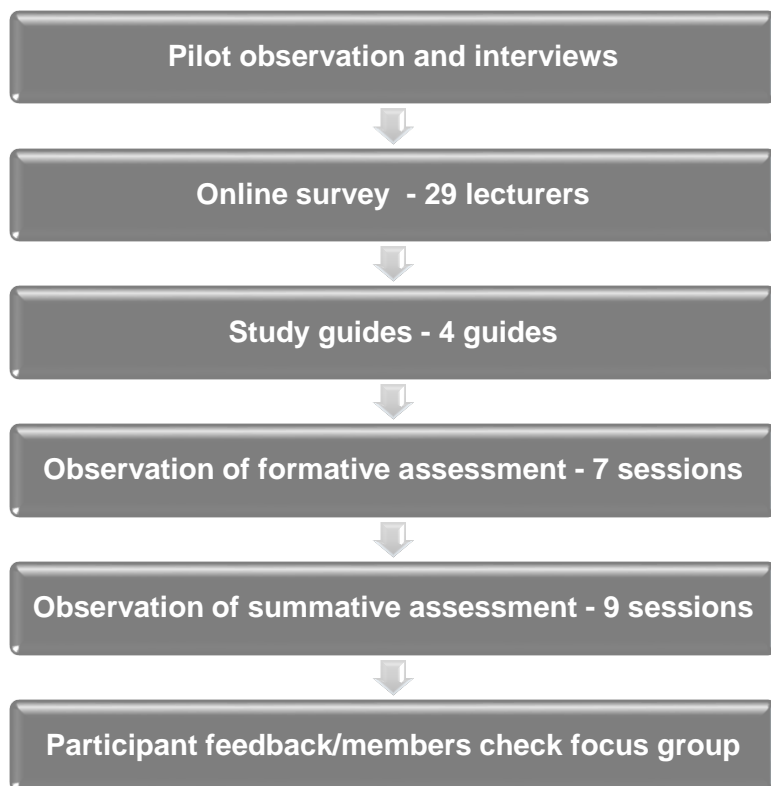 Pilot observation and interviews
Online survey - 29 lecturers
Study guides - 4 guides
Observation of formative assessment - 7 sessions
Observation of summative assessment - 9 sessions
Participant feedback/members check focus group